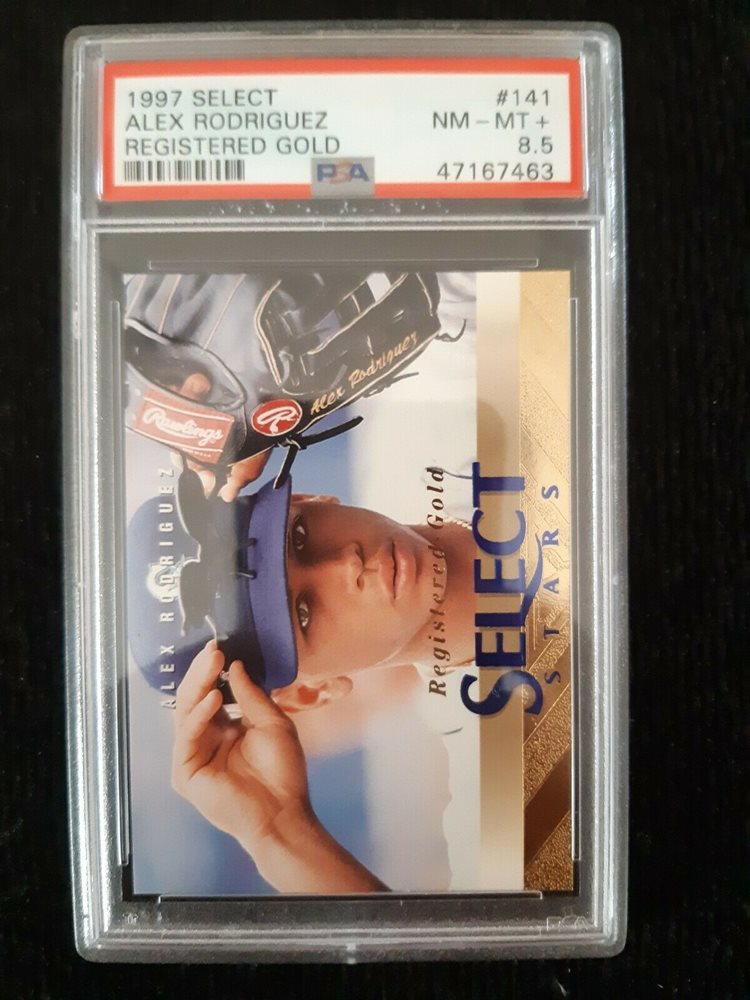 1997 SELECT #141
ALEX RODRIGUEZ NM-MT+
REGISTERED GOLD 8.5
PSA 47167463
Alex Rodriguez
Rawlings
R
ALEX RODRIGUEZ
Registered Gold
SELECT
STARS